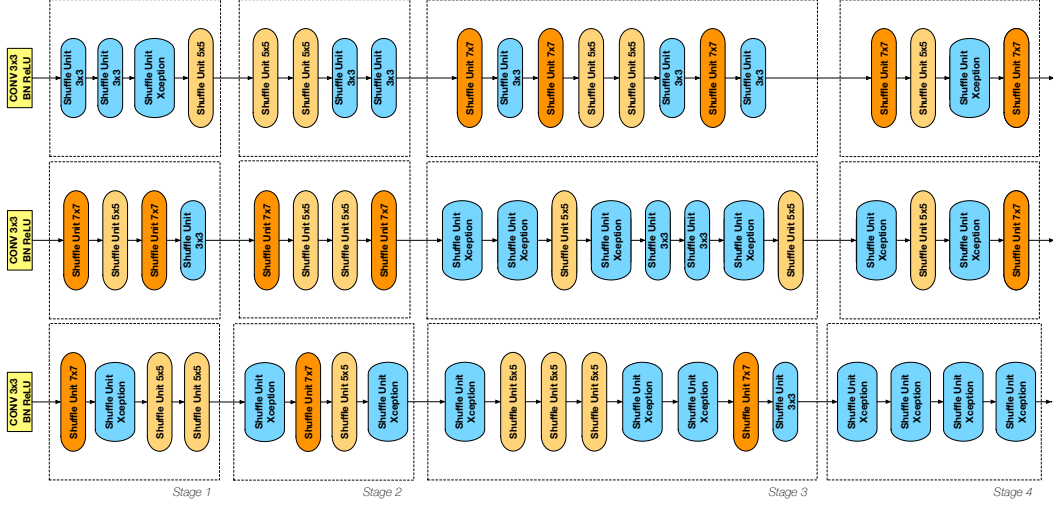 CONV 3x3
BN ReLU
Shuffle Unit
3x3
Shuffle Unit
3x3
Shuffle Unit
Xception
Shuffle Unit 5x5
Shuffle Unit 5x5
Shuffle Unit 5x5
Shuffle Unit
3x3
Shuffle Unit
3x3
Shuffle Unit 7x7
Shuffle Unit
3x3
Shuffle Unit 7x7
Shuffle Unit 5x5
Shuffle Unit 5x5
Shuffle Unit
3x3
Shuffle Unit 7x7
Shuffle Unit
3x3
Shuffle Unit 7x7
Shuffle Unit 5x5
Shuffle Unit
Xception
Shuffle Unit 7x7
CONV 3x3
BN ReLU
Shuffle Unit 7x7
Shuffle Unit 5x5
Shuffle Unit 7x7
Shuffle Unit
3x3
Shuffle Unit 7x7
Shuffle Unit 5x5
Shuffle Unit 5x5
Shuffle Unit 7x7
Shuffle Unit
Xception
Shuffle Unit
Xception
Shuffle Unit 5x5
Shuffle Unit
Xception
Shuffle Unit
3x3
Shuffle Unit
3x3
Shuffle Unit
Xception
Shuffle Unit 5x5
Shuffle Unit
Xception
Shuffle Unit 5x5
Shuffle Unit
Xception
Shuffle Unit 7x7
CONV 3x3
BN ReLU
Shuffle Unit 7x7
Shuffle Unit
Xception
Shuffle Unit 5x5
Shuffle Unit 5x5
Shuffle Unit
Xception
Shuffle Unit 7x7
Shuffle Unit 5x5
Shuffle Unit
Xception
Shuffle Unit
Xception
Shuffle Unit 5x5
Shuffle Unit 5x5
Shuffle Unit 5x5
Shuffle Unit
Xception
Shuffle Unit
Xception
Shuffle Unit 7x7
Shuffle Unit
3x3
Shuffle Unit
Xception
Shuffle Unit
Xception
Shuffle Unit
Xception
Shuffle Unit
Xception
Stage 1
Stage 2
Stage 3
Stage 4